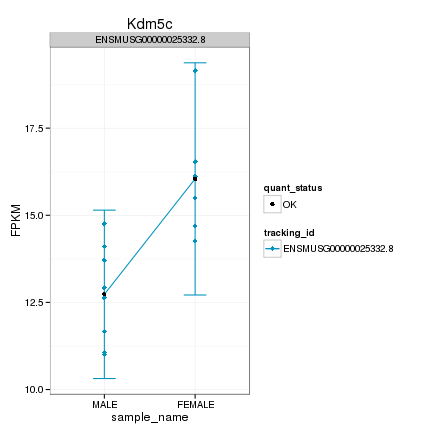 Kdm5c
ENSMUSG00000025332.8
17.5
15.0
12.5
10.0
FPKM
MALE
FEMALE
sample_name
quant_status
OK
tracking_id
ENSMUSG00000025332.8